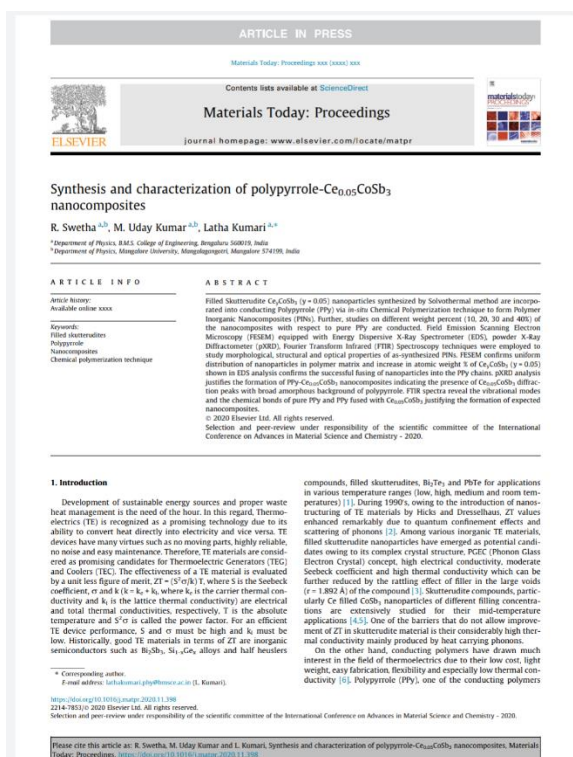 ARTICLE IN PRESS
Materials Today: Proceedings xxx (xxxx) xxx
Contents lists available at ScienceDirect
Materials Today: Proceedings
journal homepage: www.elsevier.com/locate/matpr
ELSEVIER
materialstoday:
PROCEEDINGS
Synthesis and characterization of polypyrrole-Ce₀.₀₅CoSb₃
nanocomposites
R. Swetha ᵃ,ᵇ, M. Uday Kumar ᵃ,ᵇ, Latha Kumari ᵃ,*
ᵃ Department of Physics, B.M.S. College of Engineering, Bengaluru 560019, India
ᵇ Department of Physics, Mangalore University, Mangalagangotri, Mangalore 574199, India
ARTICLE INFO
Article history:
Available online xxxx
Keywords:
Filled skutterudites
Polypyrrole
Nanocomposites
Chemical polymerization technique
ABSTRACT
Filled Skutterudite CeyCoSb₃ (y = 0.05) nanoparticles synthesized by Solvothermal method are incorpo-
rated into conducting Polypyrrole (PPy) via in-situ Chemical Polymerization technique to form Polymer
Inorganic Nanocomposites (PINs). Further, studies on different weight percent (10, 20, 30 and 40%) of
the nanocomposites with respect to pure PPy are conducted. Field Emission Scanning Electron
Microscopy (FESEM) equipped with Energy Dispersive X-Ray Spectrometer (EDS), powder X-Ray
Diffractometer (pXRD), Fourier Transform Infrared (FTIR) Spectroscopy techniques were employed to
study morphological, structural and optical properties of as-synthesized PINs. FESEM confirms uniform
distribution of nanoparticles in polymer matrix and increase in atomic weight % of CeyCoSb₃ (y = 0.05)
shown in EDS analysis confirms the successful fusing of nanoparticles into the PPy chains. pXRD analysis
justifies the formation of PPy-Ce₀.₀₅CoSb₃ nanocomposites indicating the presence of Ce₀.₀₅CoSb₃ diffrac-
tion peaks with broad amorphous background of polypyrrole. FTIR spectra reveal the vibrational modes
and the chemical bonds of pure PPy and PPy fused with Ce₀.₀₅CoSb₃ justifying the formation of expected
nanocomposites.
© 2020 Elsevier Ltd. All rights reserved.
Selection and peer-review under responsibility of the scientific committee of the International
Conference on Advances in Material Science and Chemistry - 2020.
1. Introduction
Development of sustainable energy sources and proper waste
heat management is the need of the hour. In this regard, Thermo-
electrics (TE) is recognized as a promising technology due to its
ability to convert heat directly into electricity and vice versa. TE
devices have many virtues such as no moving parts, highly reliable,
no noise and easy maintenance. Therefore, TE materials are consid-
ered as promising candidates for Thermoelectric Generators (TEG)
and Coolers (TEC). The effectiveness of a TE material is evaluated
by a unit less figure of merit, ZT = (S²σ/k) T, where S is the Seebeck
coefficient, σ and k (k = kₑ + kₗ, where kₑ is the carrier thermal con-
ductivity and kₗ is the lattice thermal conductivity) are electrical
and total thermal conductivities, respectively, T is the absolute
temperature and S²σ is called the power factor. For an efficient
TE device performance, S and σ must be high and kₗ must be
low. Historically, good TE materials in terms of ZT are inorganic
semiconductors such as Bi₂Sb₃, Si₁₋ₓGeₓ alloys and half heuslers
compounds, filled skutterudites, Bi₂Te₃ and PbTe for applications
in various temperature ranges (low, high, medium and room tem-
peratures) [1]. During 1990's, owing to the introduction of nanos-
tructuring of TE materials by Hicks and Dresselhaus, ZT values
enhanced remarkably due to quantum confinement effects and
scattering of phonons [2]. Among various inorganic TE materials,
filled skutterudite nanoparticles have emerged as potential candi-
dates owing to its complex crystal structure, PGEC (Phonon Glass
Electron Crystal) concept, high electrical conductivity, moderate
Seebeck coefficient and high thermal conductivity which can be
further reduced by the rattling effect of filler in the large voids
(r = 1.892 Å) of the compound [3]. Skutterudite compounds, partic-
ularly Ce filled CoSb₃ nanoparticles of different filling concentra-
tions are extensively studied for their mid-temperature
applications [4,5]. One of the barriers that do not allow improve-
ment of ZT in skutterudite material is their considerably high ther-
mal conductivity mainly produced by heat carrying phonons.
On the other hand, conducting polymers have drawn much
interest in the field of thermoelectrics due to their low cost, light
weight, easy fabrication, flexibility and especially low thermal con-
ductivity [6]. Polypyrrole (PPy), one of the conducting polymers
* Corresponding author.
E-mail address: lathakumari.phy@bmsce.ac.in (L. Kumari).
https://doi.org/10.1016/j.matpr.2020.11.398
2214-7853/© 2020 Elsevier Ltd. All rights reserved.
Selection and peer-review under responsibility of the scientific committee of the International Conference on Advances in Material Science and Chemistry - 2020.
Please cite this article as: R. Swetha, M. Uday Kumar and L. Kumari, Synthesis and characterization of polypyrrole-Ce₀.₀₅CoSb₃ nanocomposites, Materials
Today: Proceedings, https://doi.org/10.1016/j.matpr.2020.11.398